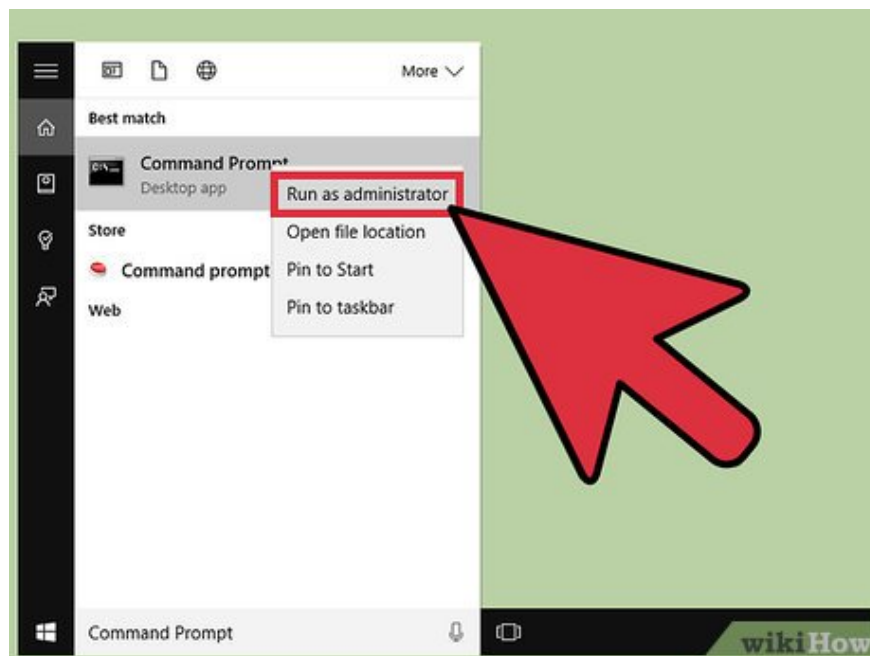 More
Best match
Command Prompt
Desktop app
Run as administrator
Store
Open file location
Command prompt
Pin to Start
Web
Pin to taskbar
Command Prompt
wikiHow